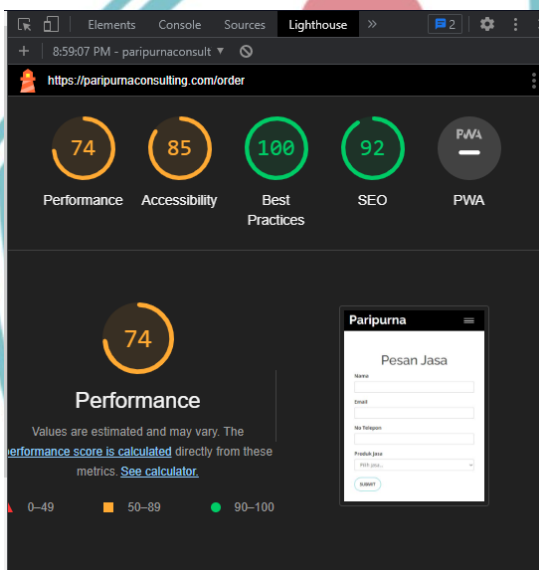 Elements Console Sources Lighthouse » 2
+ 8:59:07 PM - paripurnaconsult ▼
https://paripurnaconsulting.com/order
74 85 100 92 PWA
Performance Accessibility Best Practices SEO PWA
74
Performance
Values are estimated and may vary. The
performance score is calculated directly from these
metrics. See calculator.
0–49 50–89 90–100
Paripurna
Pesan Jasa
Nama
Email
No Telepon
Produk Jasa
Pilih jasa...
SUBMIT